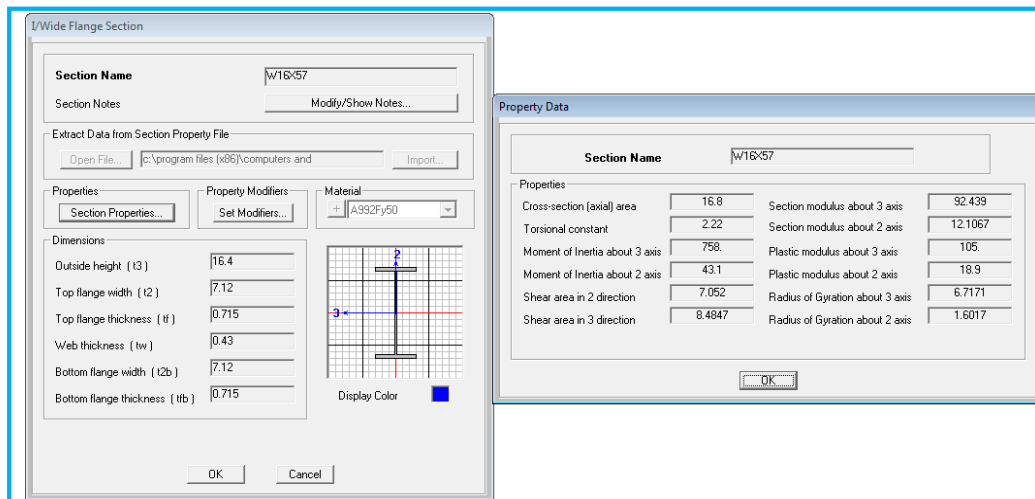 I/Wide Flange Section
Section Name W16X57
Section Notes Modify/Show Notes...
Extract Data from Section Property File
Open File... c:\program files (x86)\computers and Import...
Properties Property Modifiers Material
Section Properties... Set Modifiers... + A992Fy50
Dimensions
Outside height ( t3 ) 16.4
Top flange width ( t2 ) 7.12
Top flange thickness ( tf ) 0.715
Web thickness ( tw ) 0.43
Bottom flange width ( t2b ) 7.12
Bottom flange thickness ( tfb ) 0.715
2
3
Display Color
OK Cancel
Property Data
Section Name W16X57
Properties
Cross-section (axial) area 16.8 Section modulus about 3 axis 92.439
Torsional constant 2.22 Section modulus about 2 axis 12.1067
Moment of Inertia about 3 axis 758. Plastic modulus about 3 axis 105.
Moment of Inertia about 2 axis 43.1 Plastic modulus about 2 axis 18.9
Shear area in 2 direction 7.052 Radius of Gyration about 3 axis 6.7171
Shear area in 3 direction 8.4847 Radius of Gyration about 2 axis 1.6017
OK